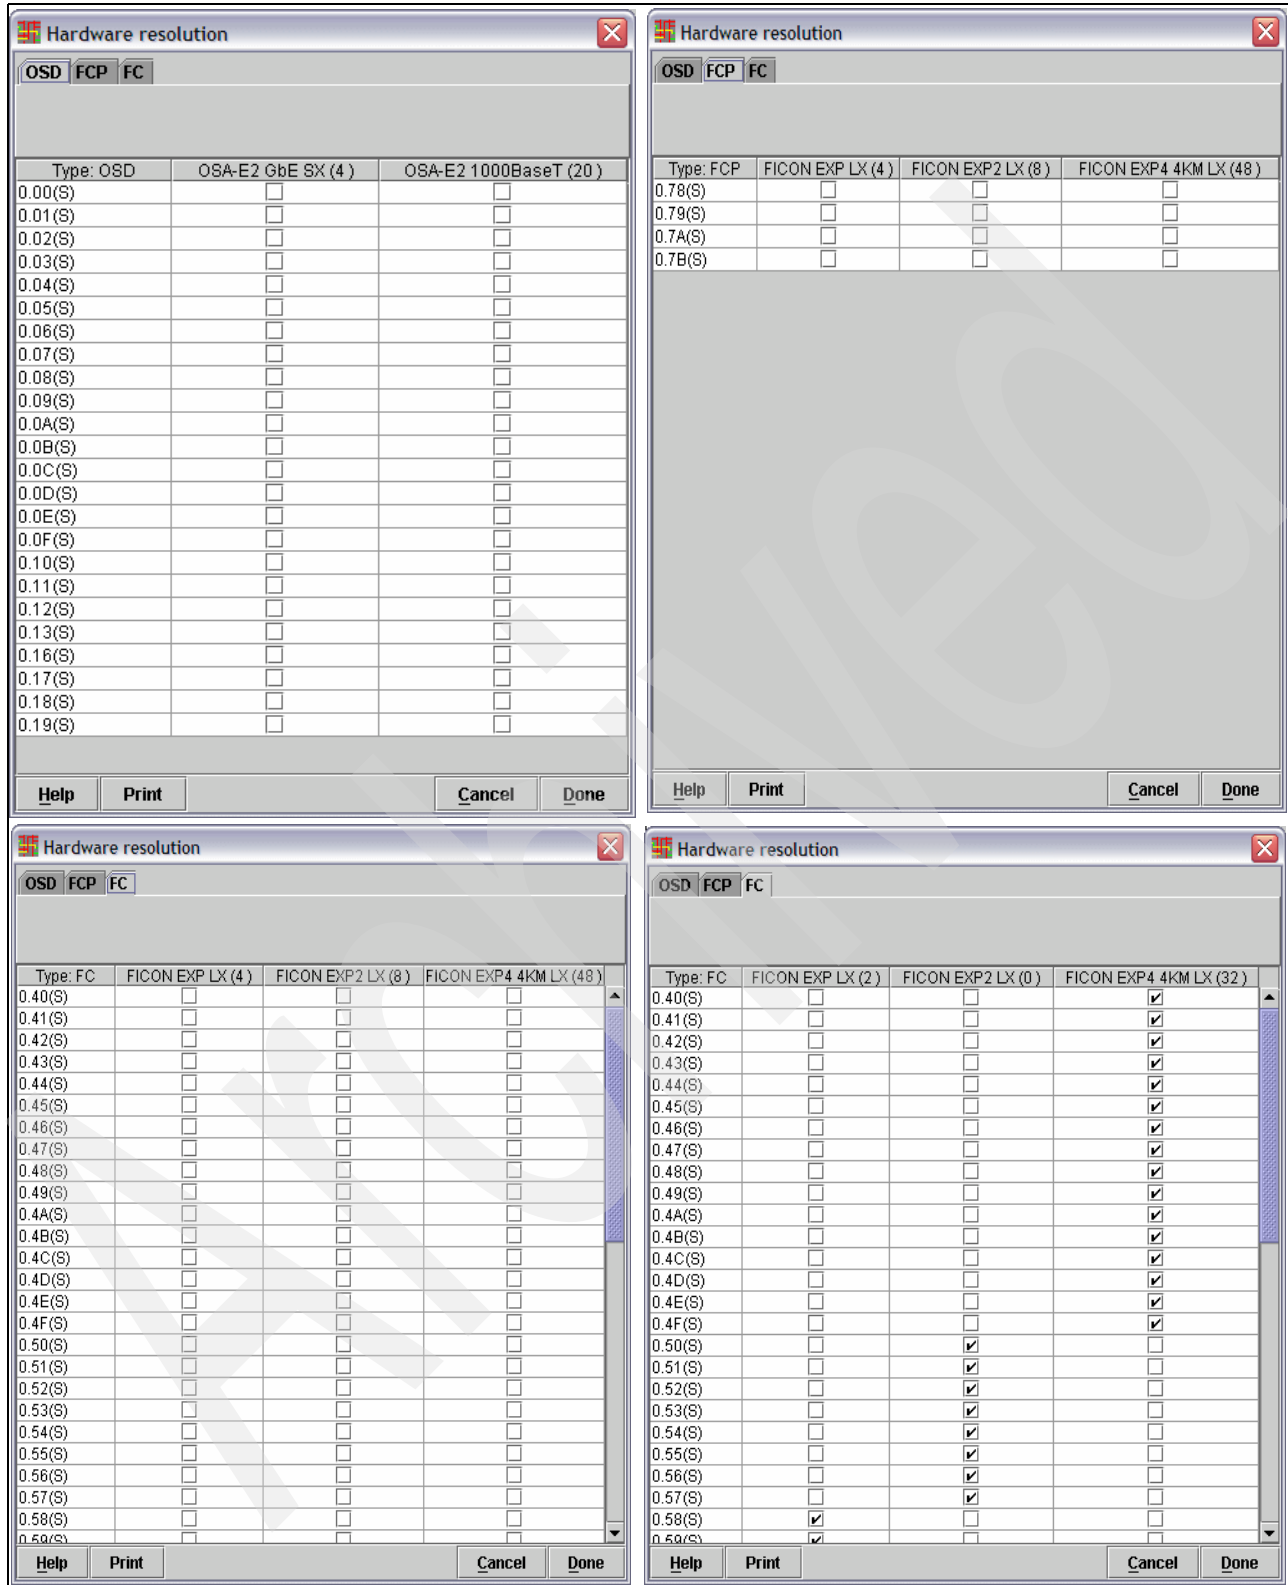 Hardware resolution
OSD FCP FC
Type: OSD OSA-E2 GbE SX (4) OSA-E2 1000BaseT (20)
0.00(S)
0.01(S)
0.02(S)
0.03(S)
0.04(S)
0.05(S)
0.06(S)
0.07(S)
0.08(S)
0.09(S)
0.0A(S)
0.0B(S)
0.0C(S)
0.0D(S)
0.0E(S)
0.0F(S)
0.10(S)
0.11(S)
0.12(S)
0.13(S)
0.16(S)
0.17(S)
0.18(S)
0.19(S)
Help Print Cancel Done
Hardware resolution
OSD FCP FC
Type: FCP FICON EXP LX (4) FICON EXP2 LX (8) FICON EXP4 4KM LX (48)
0.78(S)
0.79(S)
0.7A(S)
0.7B(S)
Help Print Cancel Done
Hardware resolution
OSD FCP FC
Type: FC FICON EXP LX (4) FICON EXP2 LX (8) FICON EXP4 4KM LX (48)
0.40(S)
0.41(S)
0.42(S)
0.43(S)
0.44(S)
0.45(S)
0.46(S)
0.47(S)
0.48(S)
0.49(S)
0.4A(S)
0.4B(S)
0.4C(S)
0.4D(S)
0.4E(S)
0.4F(S)
0.50(S)
0.51(S)
0.52(S)
0.53(S)
0.54(S)
0.55(S)
0.56(S)
0.57(S)
0.58(S)
0.59(S)
Help Print Cancel Done
Hardware resolution
OSD FCP FC
Type: FC FICON EXP LX (2) FICON EXP2 LX (0) FICON EXP4 4KM LX (32)
0.40(S)
0.41(S)
0.42(S)
0.43(S)
0.44(S)
0.45(S)
0.46(S)
0.47(S)
0.48(S)
0.49(S)
0.4A(S)
0.4B(S)
0.4C(S)
0.4D(S)
0.4E(S)
0.4F(S)
0.50(S)
0.51(S)
0.52(S)
0.53(S)
0.54(S)
0.55(S)
0.56(S)
0.57(S)
0.58(S)
0.59(S)
Help Print Cancel Done
Archived